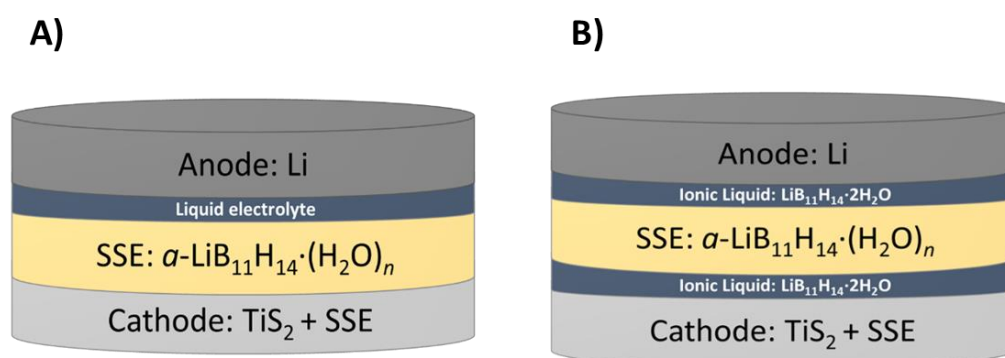 A)
Anode: Li
Liquid electrolyte
SSE: α-LiB₁₁H₁₄·(H₂O)ₙ
Cathode: TiS₂ + SSE
B)
Anode: Li
Ionic Liquid: LiB₁₁H₁₄·2H₂O
SSE: α-LiB₁₁H₁₄·(H₂O)ₙ
Ionic Liquid: LiB₁₁H₁₄·2H₂O
Cathode: TiS₂ + SSE